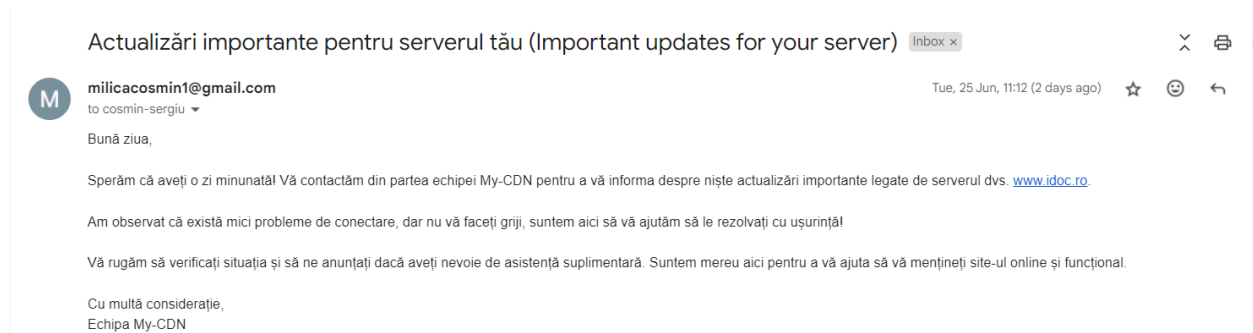 Actualizări importante pentru serverul tău (Important updates for your server) Inbox ×
M
milicacosmin1@gmail.com Tue, 25 Jun, 11:12 (2 days ago)
to cosmin-sergiu
Bună ziua,
Sperăm că aveți o zi minunată! Vă contactăm din partea echipei My-CDN pentru a vă informa despre niște actualizări importante legate de serverul dvs. www.idoc.ro.
Am observat că există mici probleme de conectare, dar nu vă faceți griji, suntem aici să vă ajutăm să le rezolvați cu ușurință!
Vă rugăm să verificați situația și să ne anunțați dacă aveți nevoie de asistență suplimentară. Suntem mereu aici pentru a vă ajuta să vă mențineți site-ul online și funcțional.
Cu multă considerație,
Echipa My-CDN